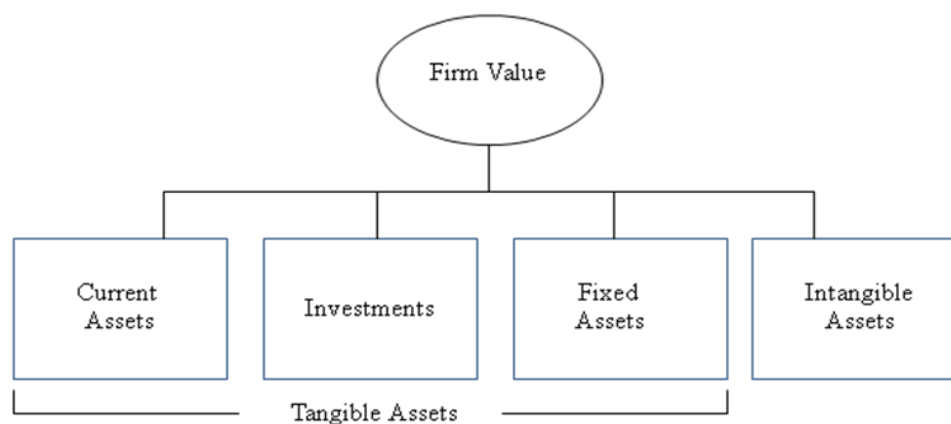 Firm Value
Current
Assets
Investments
Fixed
Assets
Intangible
Assets
Tangible Assets